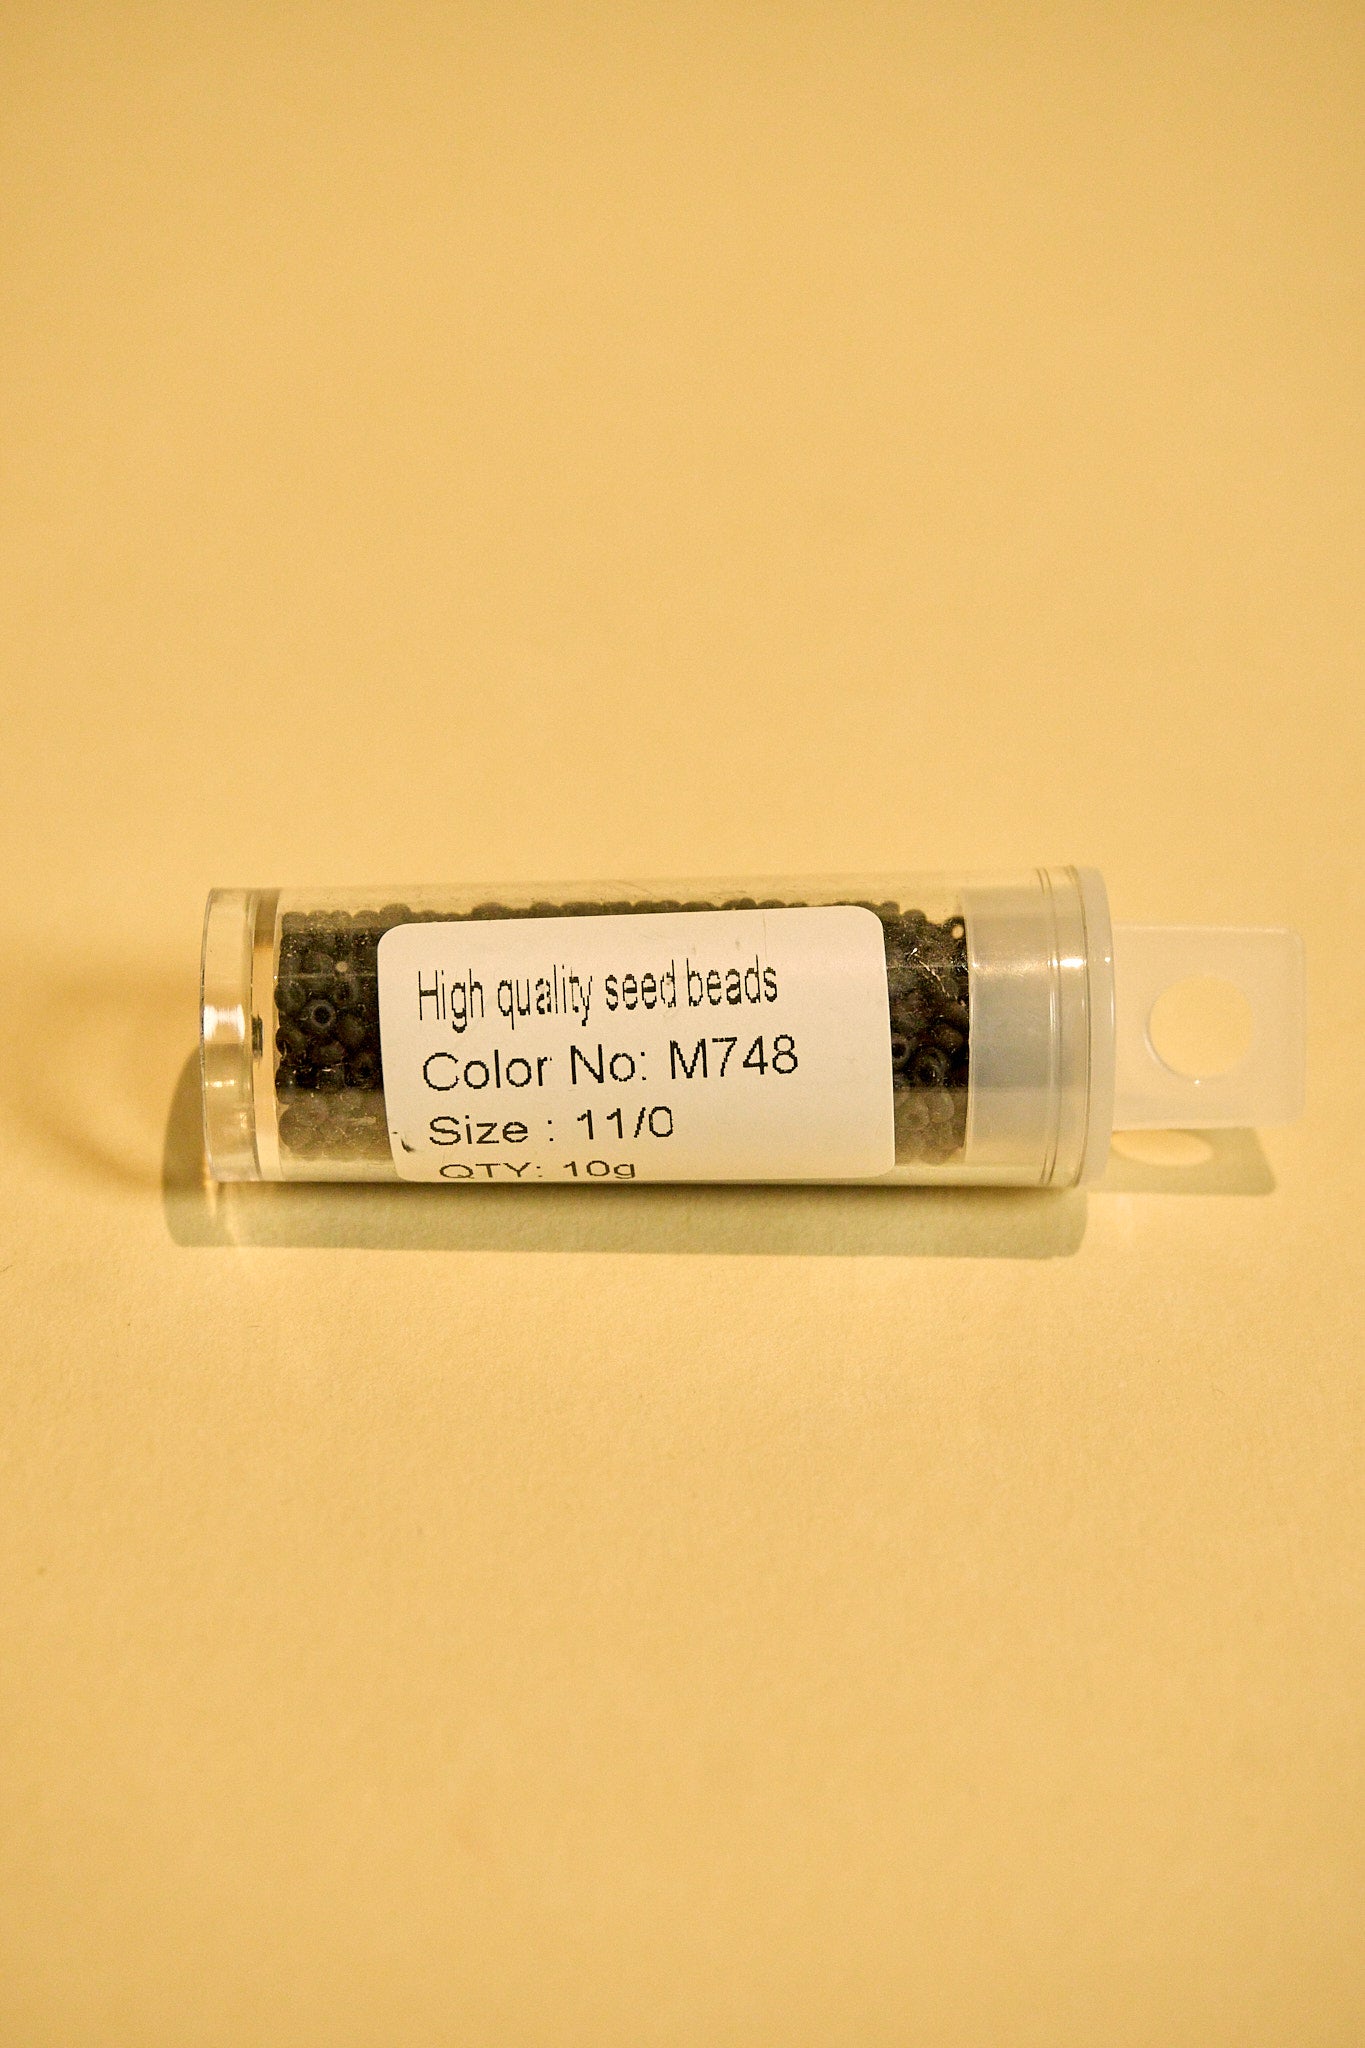 High quality seed beads
Color No: M748
Size : 11/0
QTY: 10g